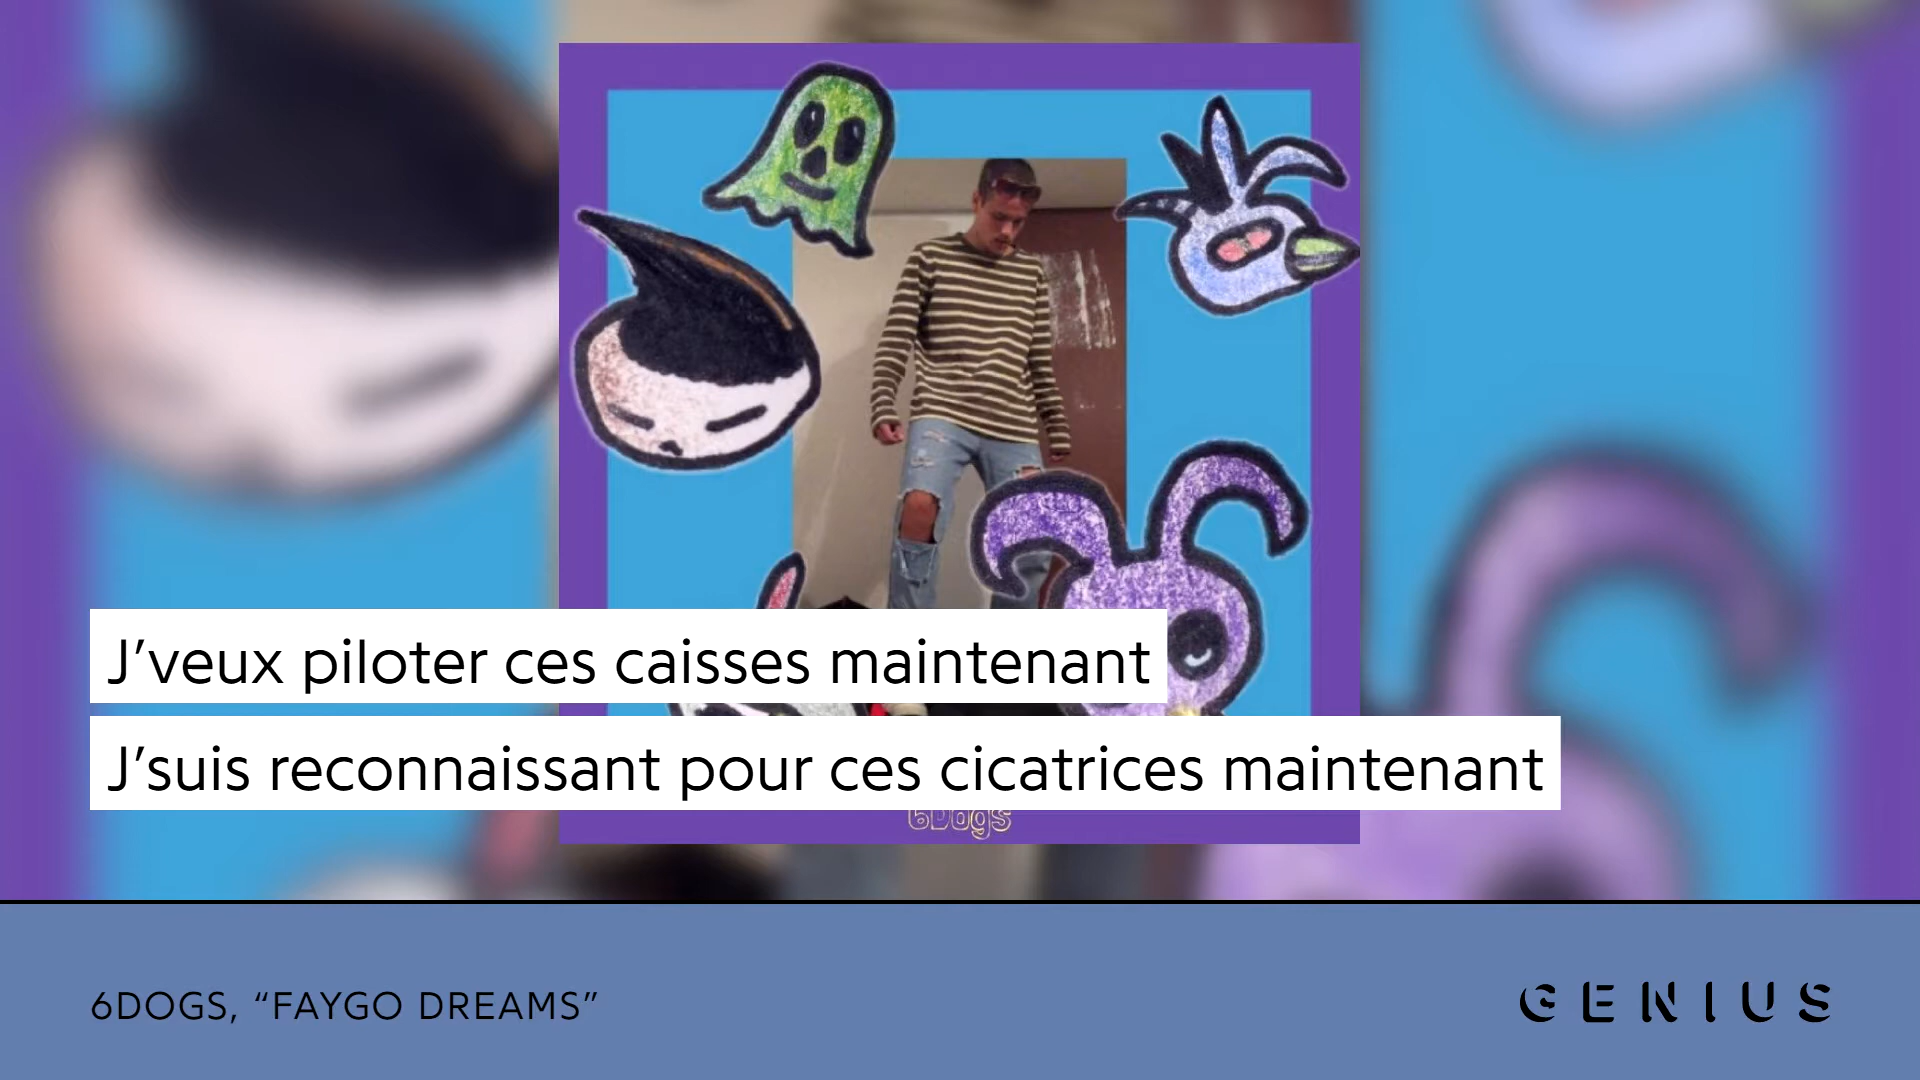 J’veux piloter ces caisses maintenant
J’suis reconnaissant pour ces cicatrices maintenant
6Dogs
6DOGS, “FAYGO DREAMS”
GENIUS